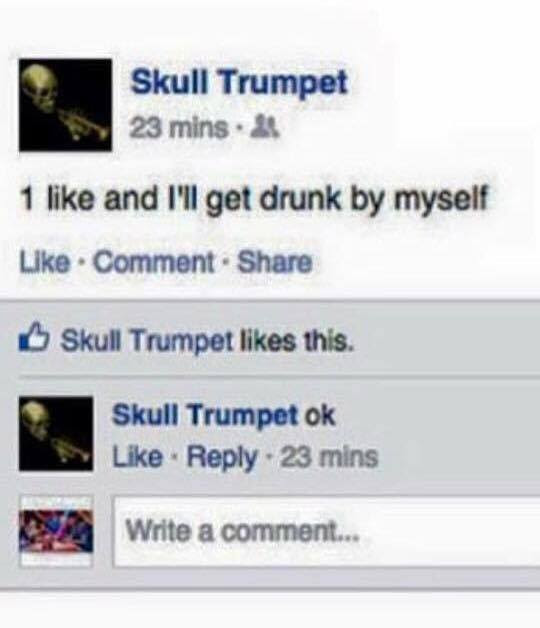 Skull Trumpet
23 mins ·
1 like and I'll get drunk by myself
Like · Comment · Share
Skull Trumpet likes this.
Skull Trumpet ok
Like · Reply · 23 mins
Write a comment...